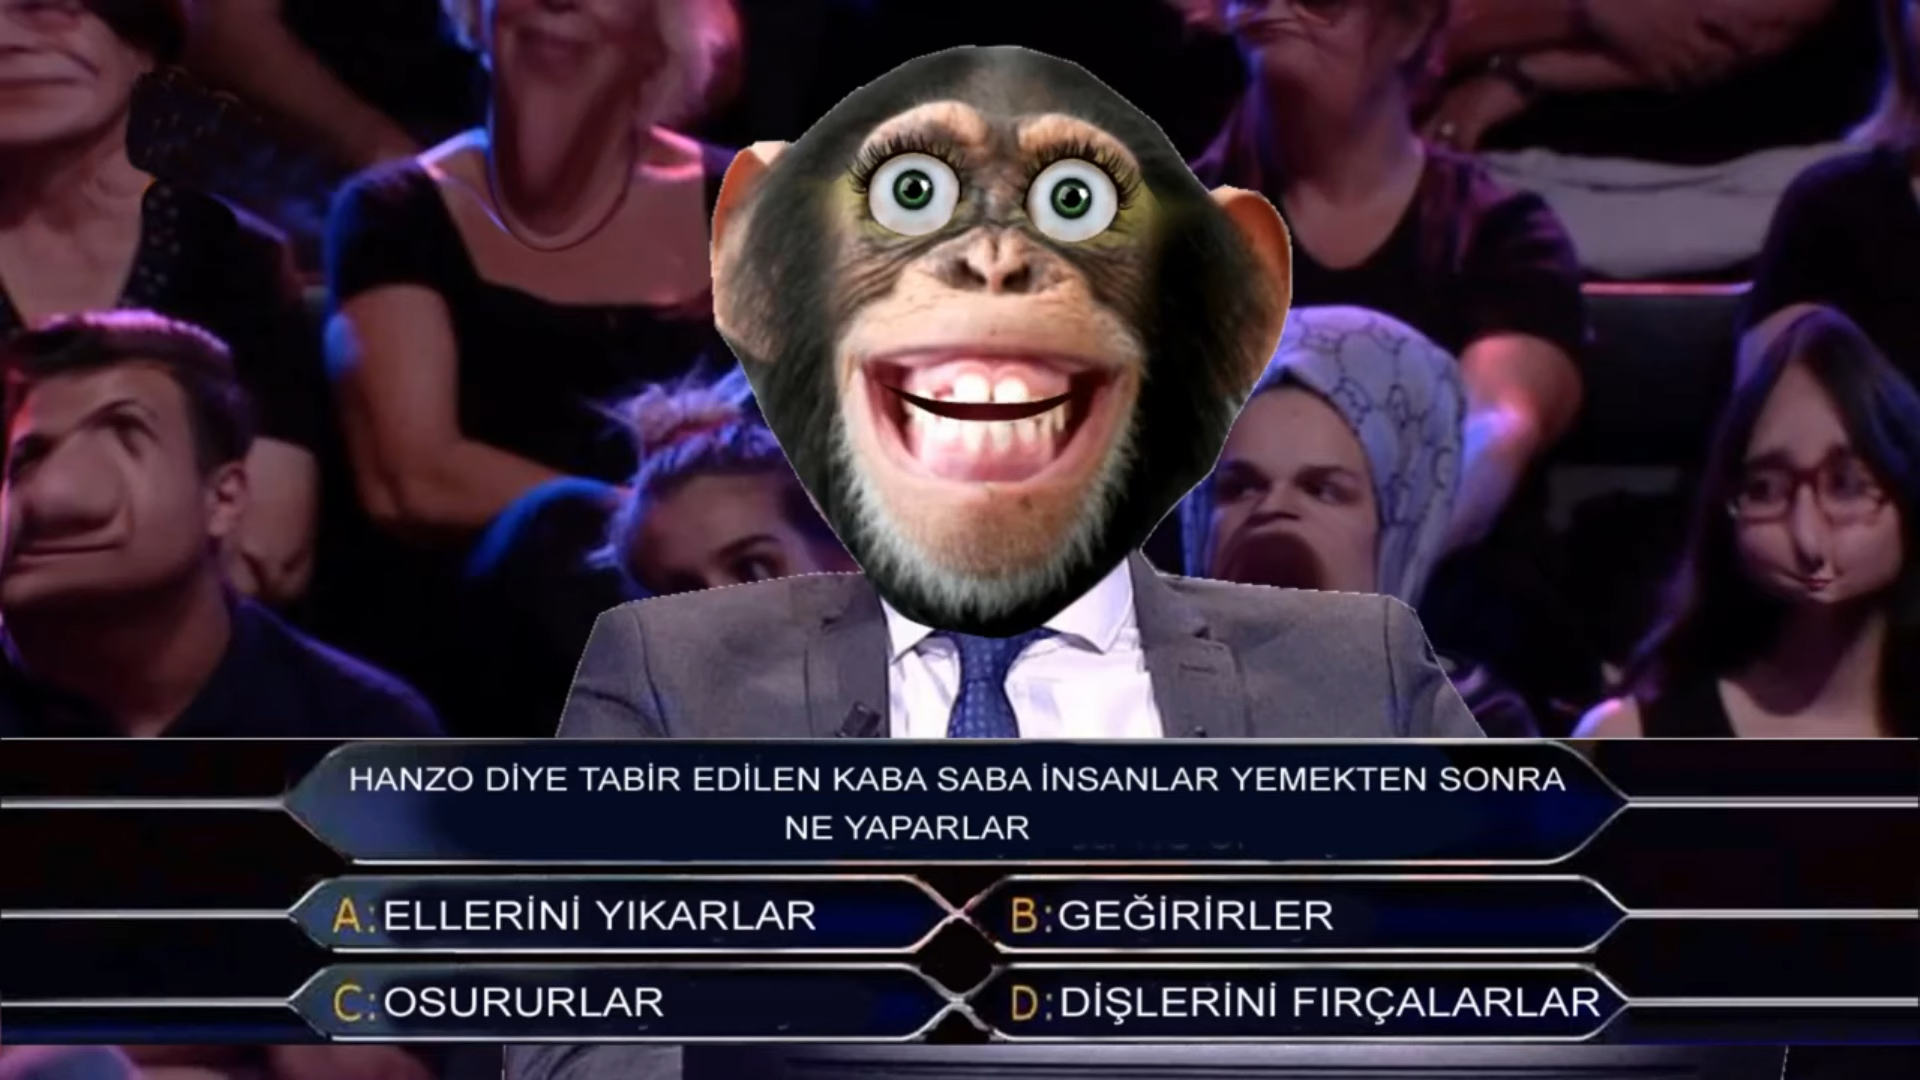 HANZO DİYE TABİR EDİLEN KABA SABA İNSANLAR YEMEKTEN SONRA
NE YAPARLAR
A:ELLERİNİ YIKARLAR
B:GEĞİRİRLER
C:OSURURLAR
D:DİŞLERİNİ FIRÇALARLAR